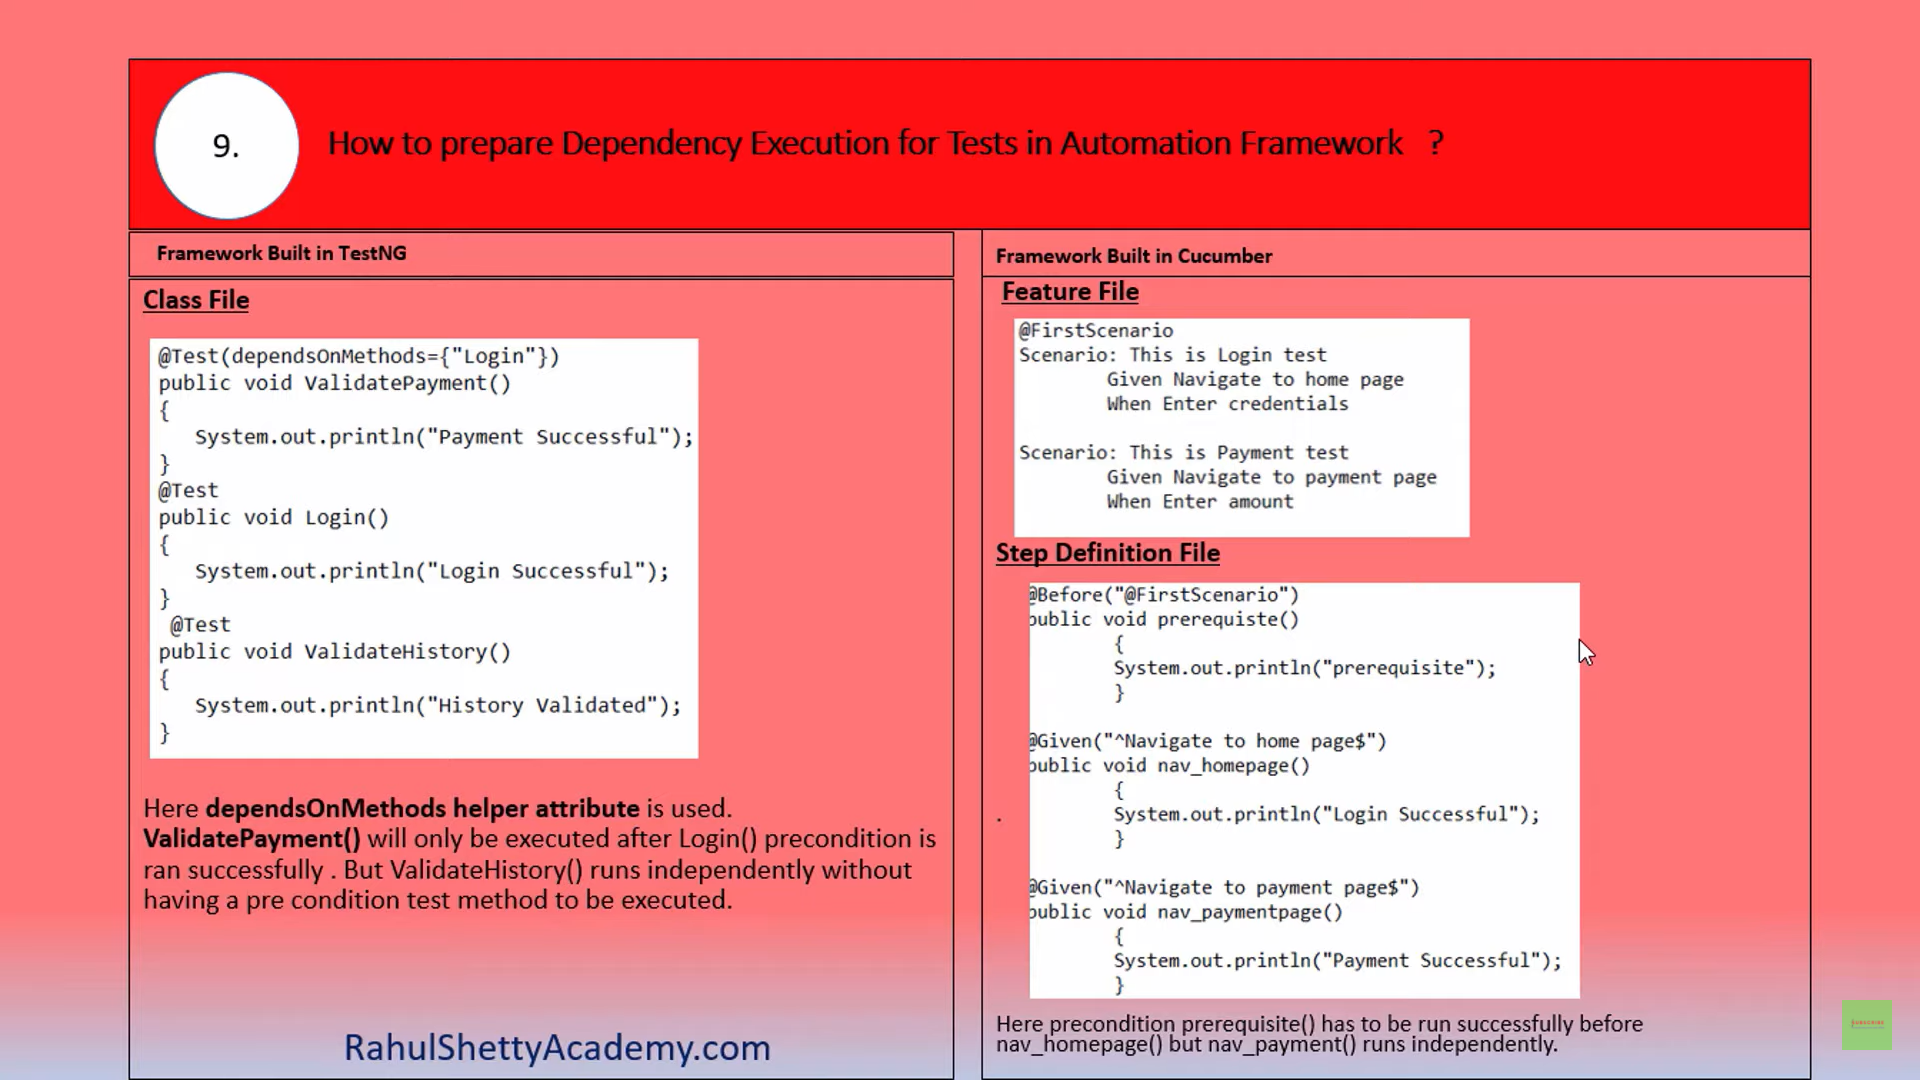 9.
How to prepare Dependency Execution for Tests in Automation Framework ?
Framework Built in TestNG
Class File
@Test(dependsOnMethods={"Login"})
public void ValidatePayment()
{
System.out.println("Payment Successful");
}
@Test
public void Login()
{
System.out.println("Login Successful");
}
@Test
public void ValidateHistory()
{
System.out.println("History Validated");
}
Here dependsOnMethods helper attribute is used.
ValidatePayment() will only be executed after Login() precondition is
ran successfully . But ValidateHistory() runs independently without
having a pre condition test method to be executed.
RahulShettyAcademy.com
Framework Built in Cucumber
Feature File
@FirstScenario
Scenario: This is Login test
Given Navigate to home page
When Enter credentials
Scenario: This is Payment test
Given Navigate to payment page
When Enter amount
Step Definition File
@Before("@FirstScenario")
public void prerequiste()
{
System.out.println("prerequisite");
}
@Given("^Navigate to home page$")
public void nav_homepage()
{
.
System.out.println("Login Successful");
}
@Given("^Navigate to payment page$")
public void nav_paymentpage()
{
System.out.println("Payment Successful");
}
Here precondition prerequisite() has to be run successfully before
nav_homepage() but nav_payment() runs independently.